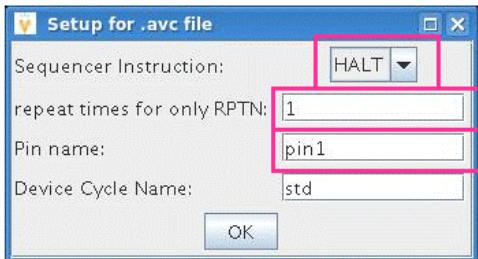 Setup for .avc file
Sequencer Instruction: HALT
repeat times for only RPTN: 1
Pin name: pin1
Device Cycle Name: std
OK